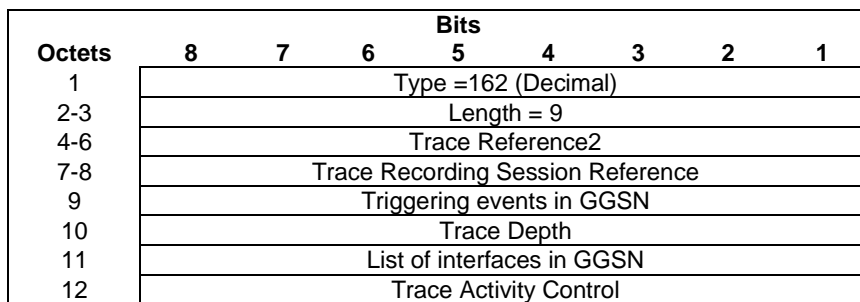 Bits
Octets 8 7 6 5 4 3 2 1
1 Type =162 (Decimal)
2-3 Length = 9
4-6 Trace Reference2
7-8 Trace Recording Session Reference
9 Triggering events in GGSN
10 Trace Depth
11 List of interfaces in GGSN
12 Trace Activity Control